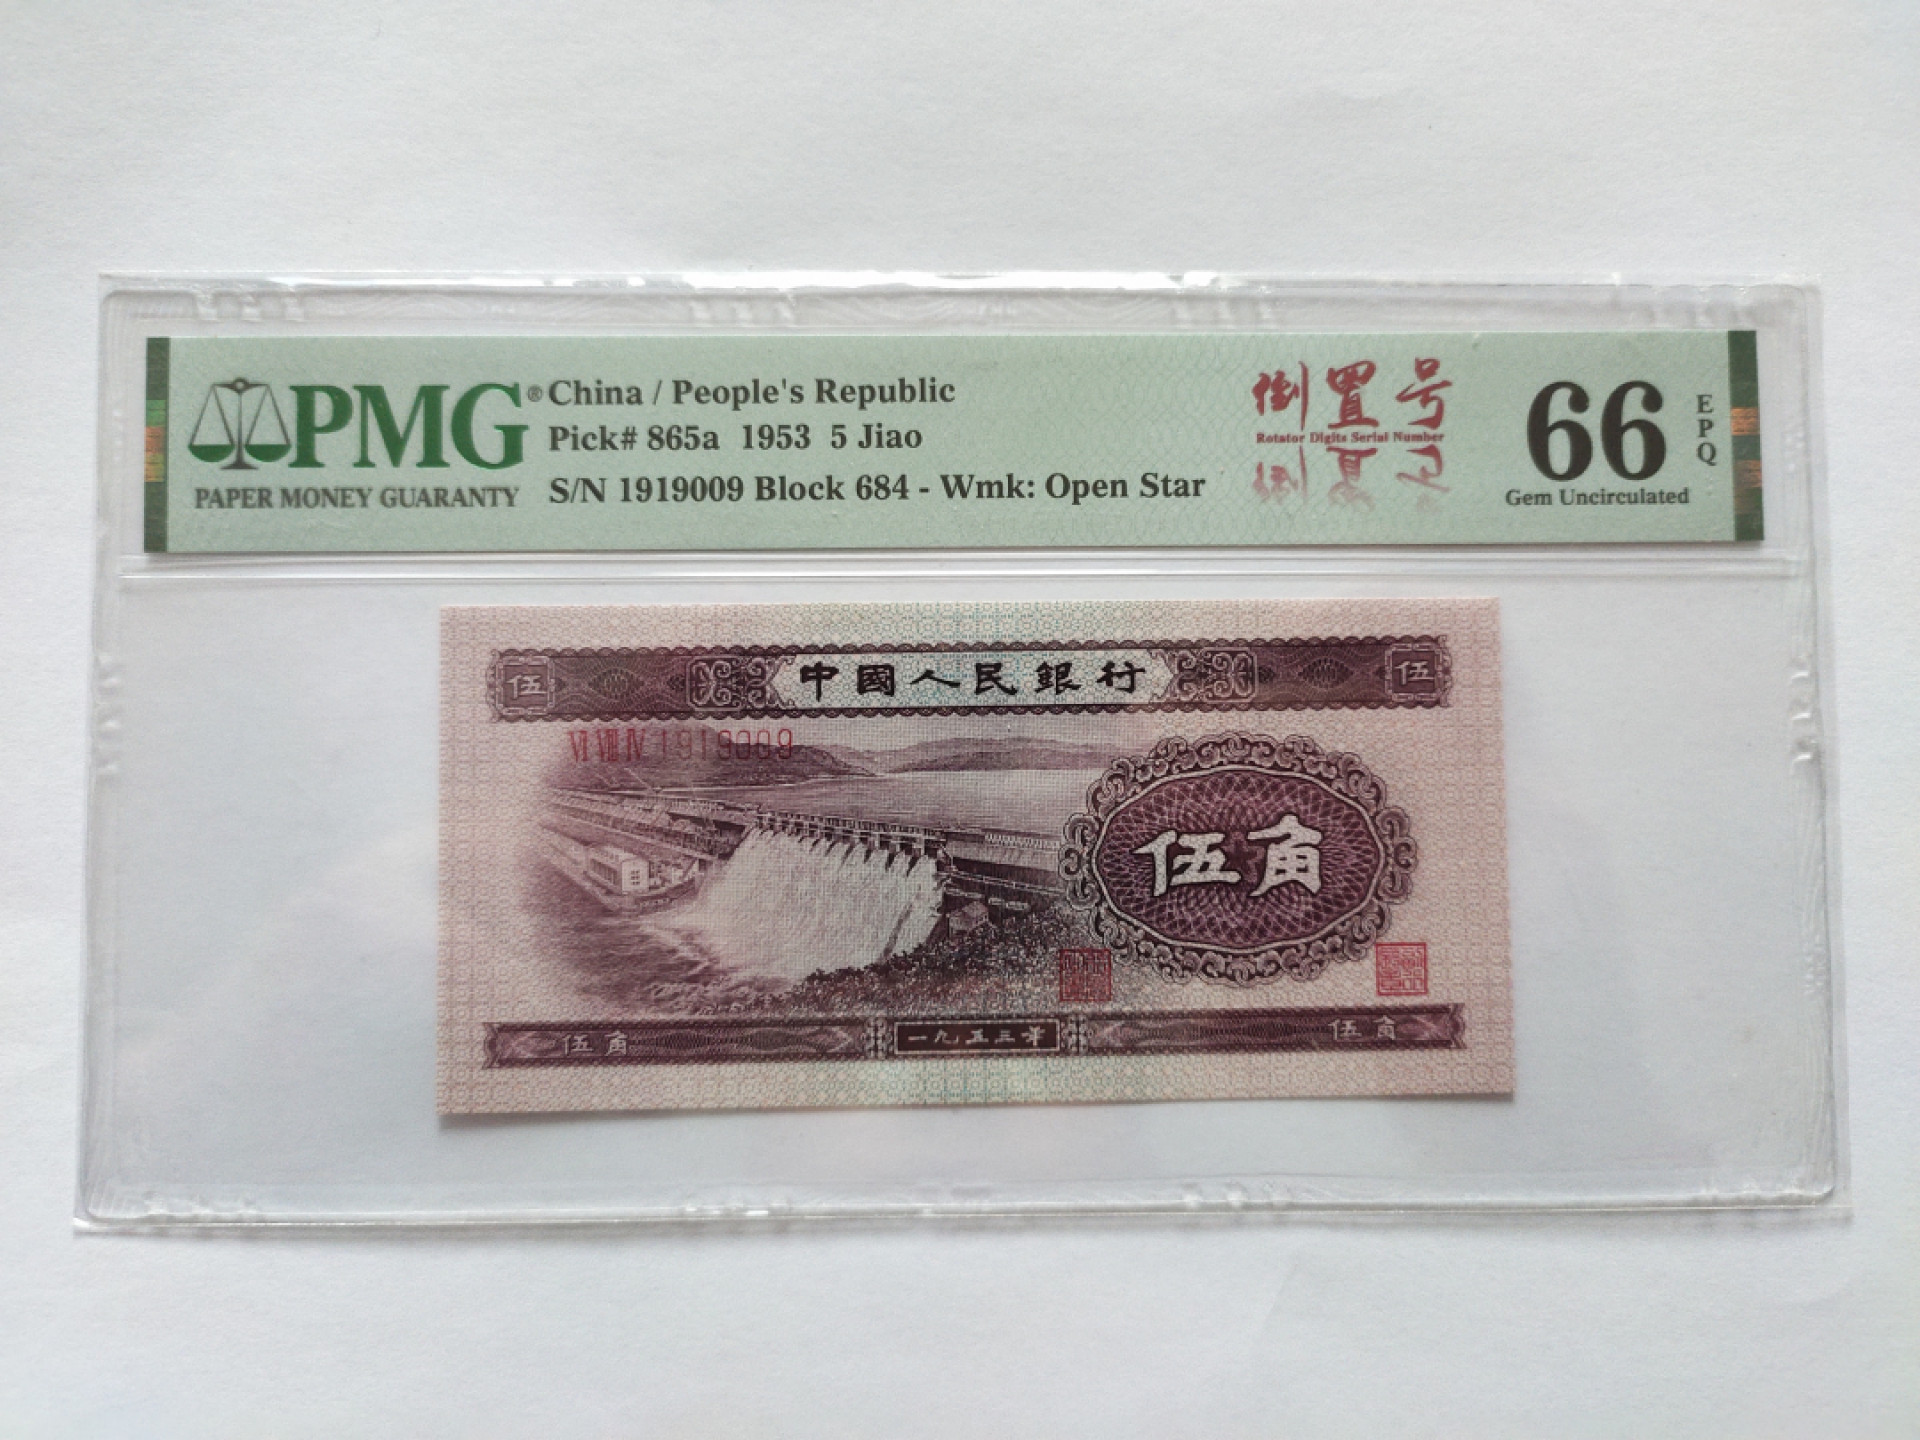 PMG®
PAPER MONEY GUARANTY
China / People's Republic
Pick# 865a 1953 5 Jiao
S/N 1919009 Block 684 - Wmk: Open Star
倒置号
Rotator Digits Serial Number
66
EPQ
Gem Uncirculated
伍 中國人民銀行 伍
VI VIII IV 1919009
伍角
伍角 一九五三年 伍角